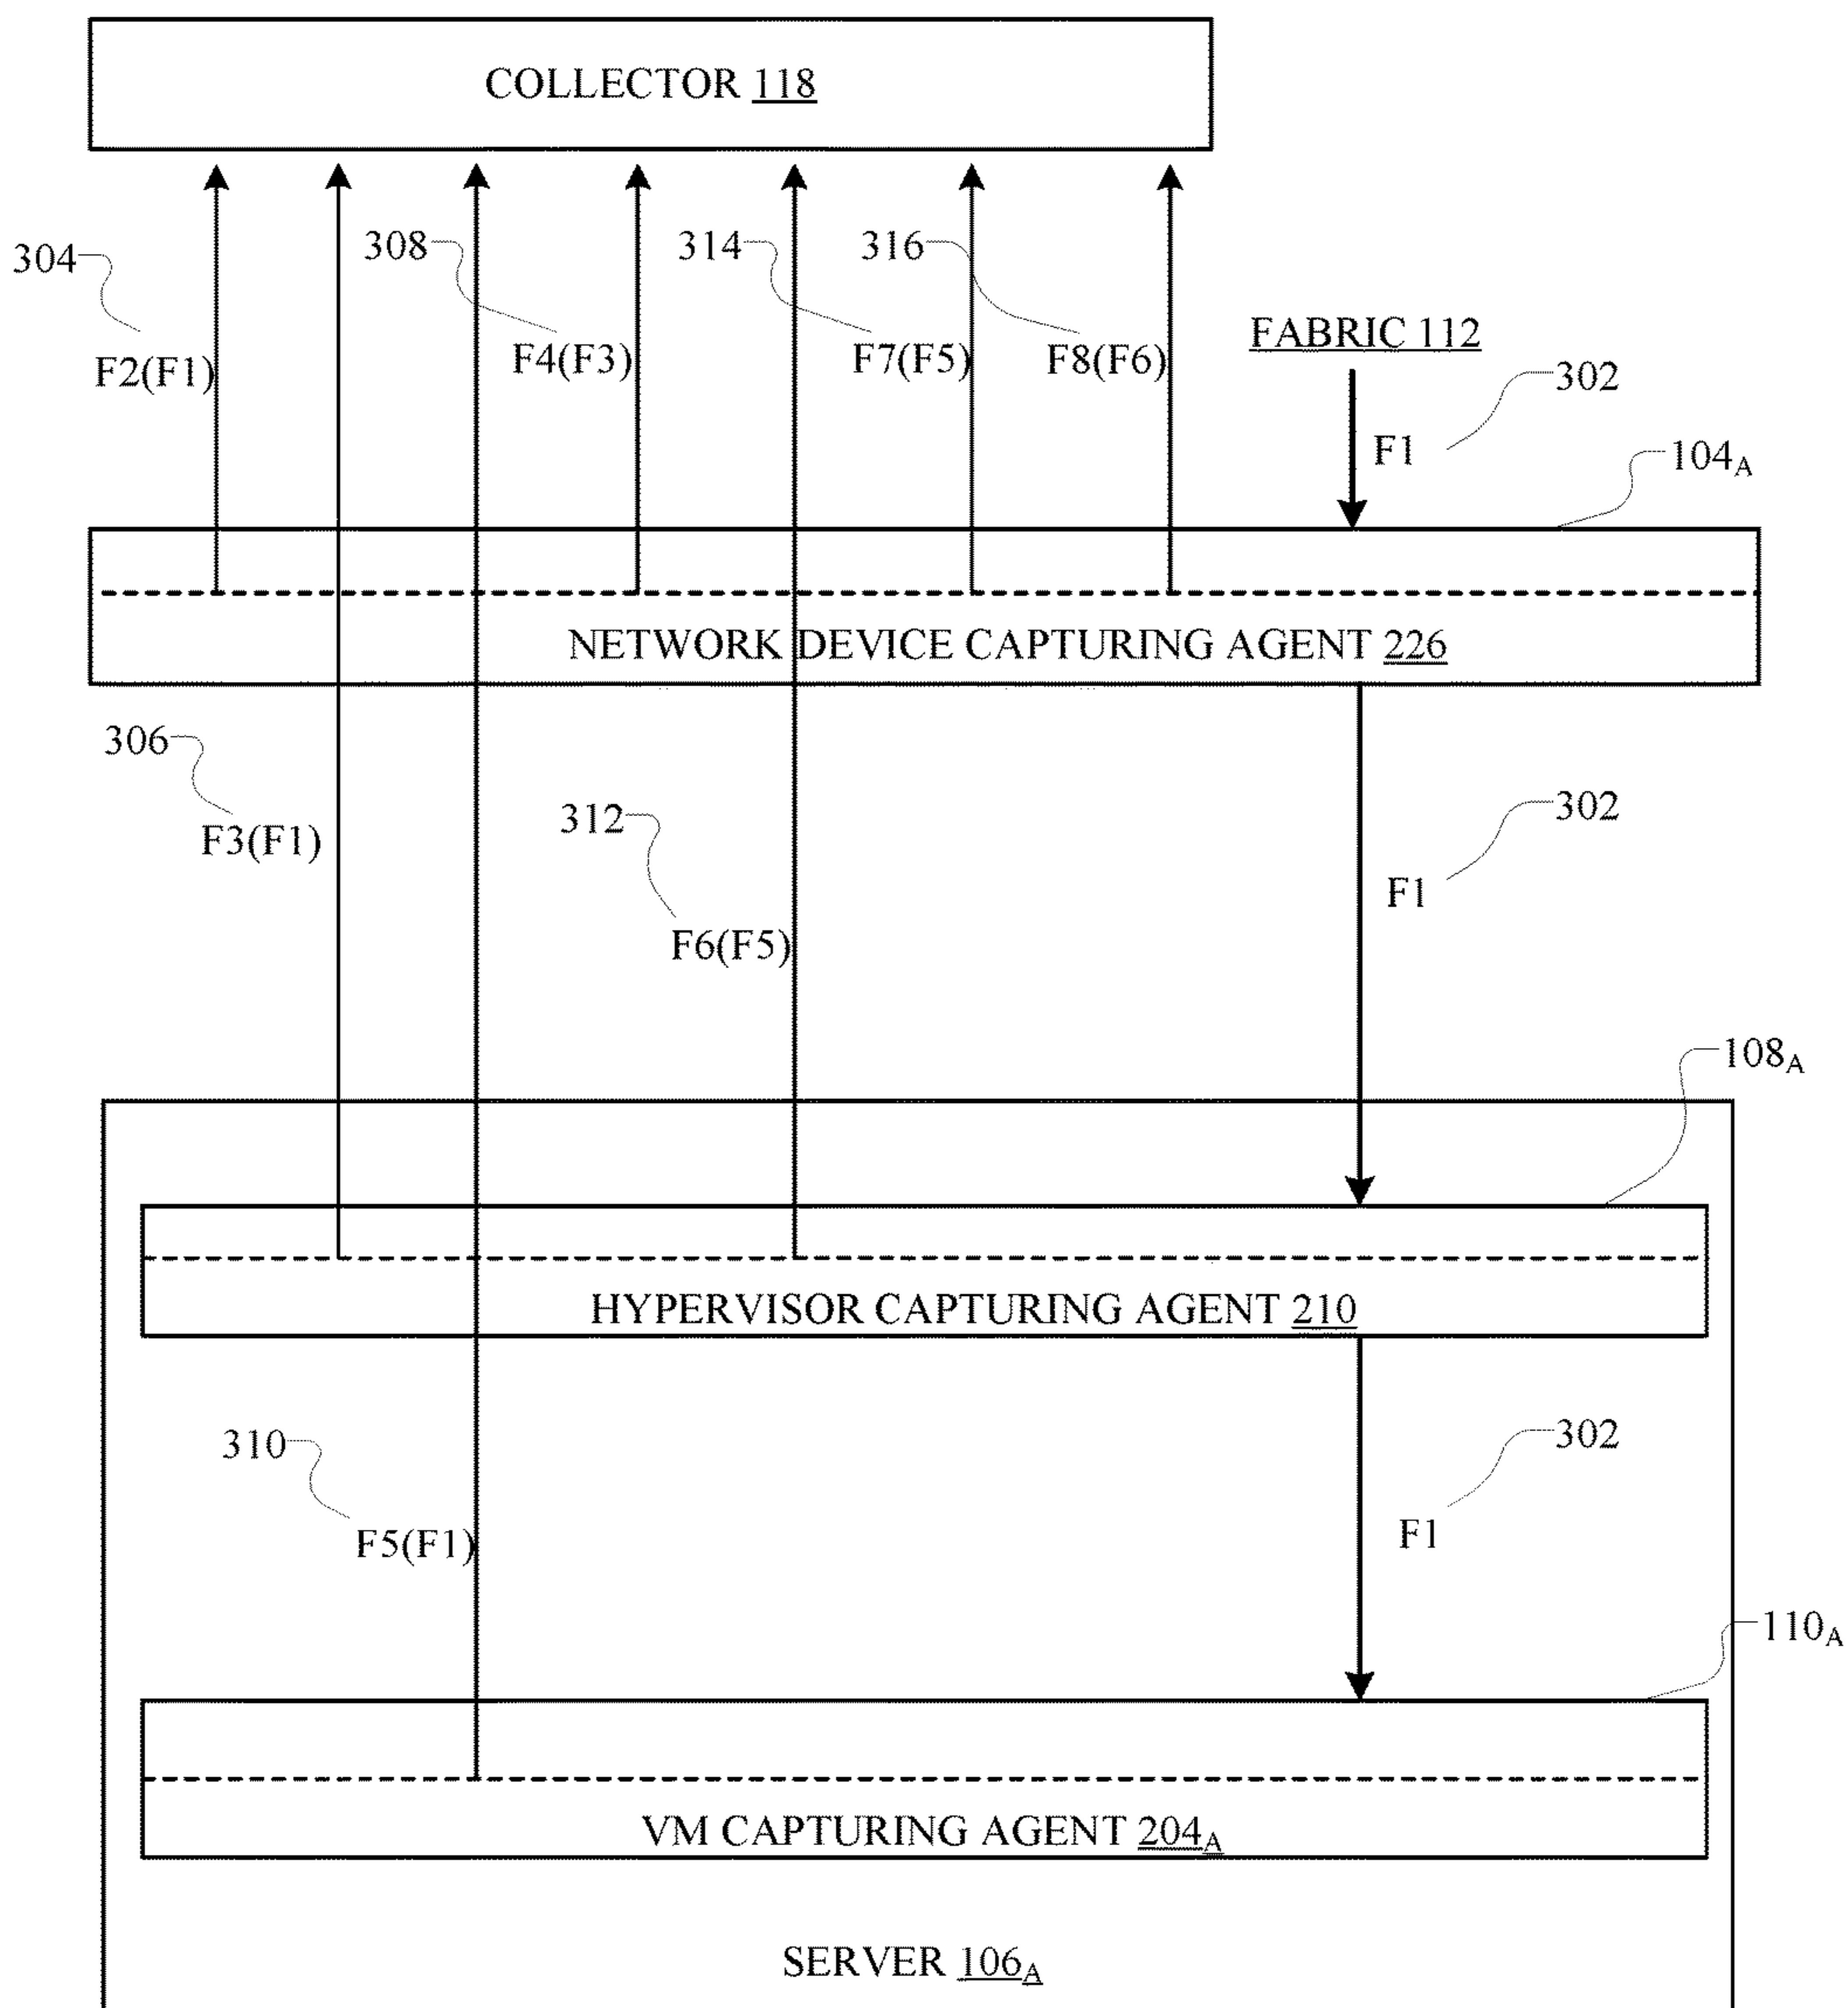 COLLECTOR 118
304
308
314
316
F2(F1)
F4(F3)
F7(F5)
F8(F6)
FABRIC 112
302
F1
104A
NETWORK DEVICE CAPTURING AGENT 226
306
F3(F1)
312
F6(F5)
302
F1
108A
HYPERVISOR CAPTURING AGENT 210
310
F5(F1)
302
F1
110A
VM CAPTURING AGENT 204A
SERVER 106A